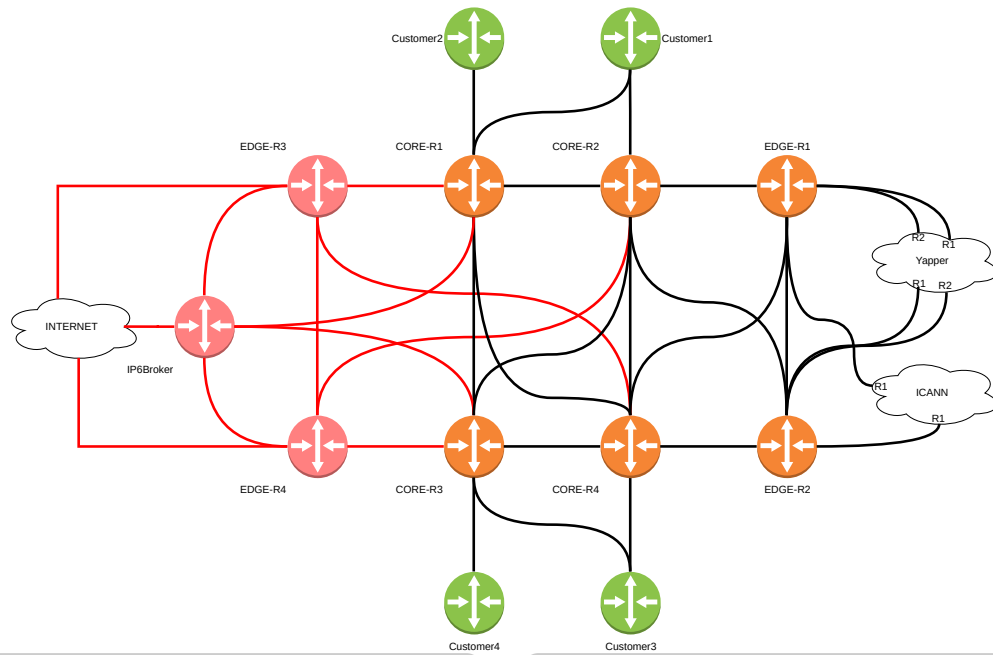 Customer2
Customer1
EDGE-R3
CORE-R1
CORE-R2
EDGE-R1
R2
R1
Yapper
R1
R2
INTERNET
IP6Broker
R1
ICANN
R1
EDGE-R4
CORE-R3
CORE-R4
EDGE-R2
Customer4
Customer3